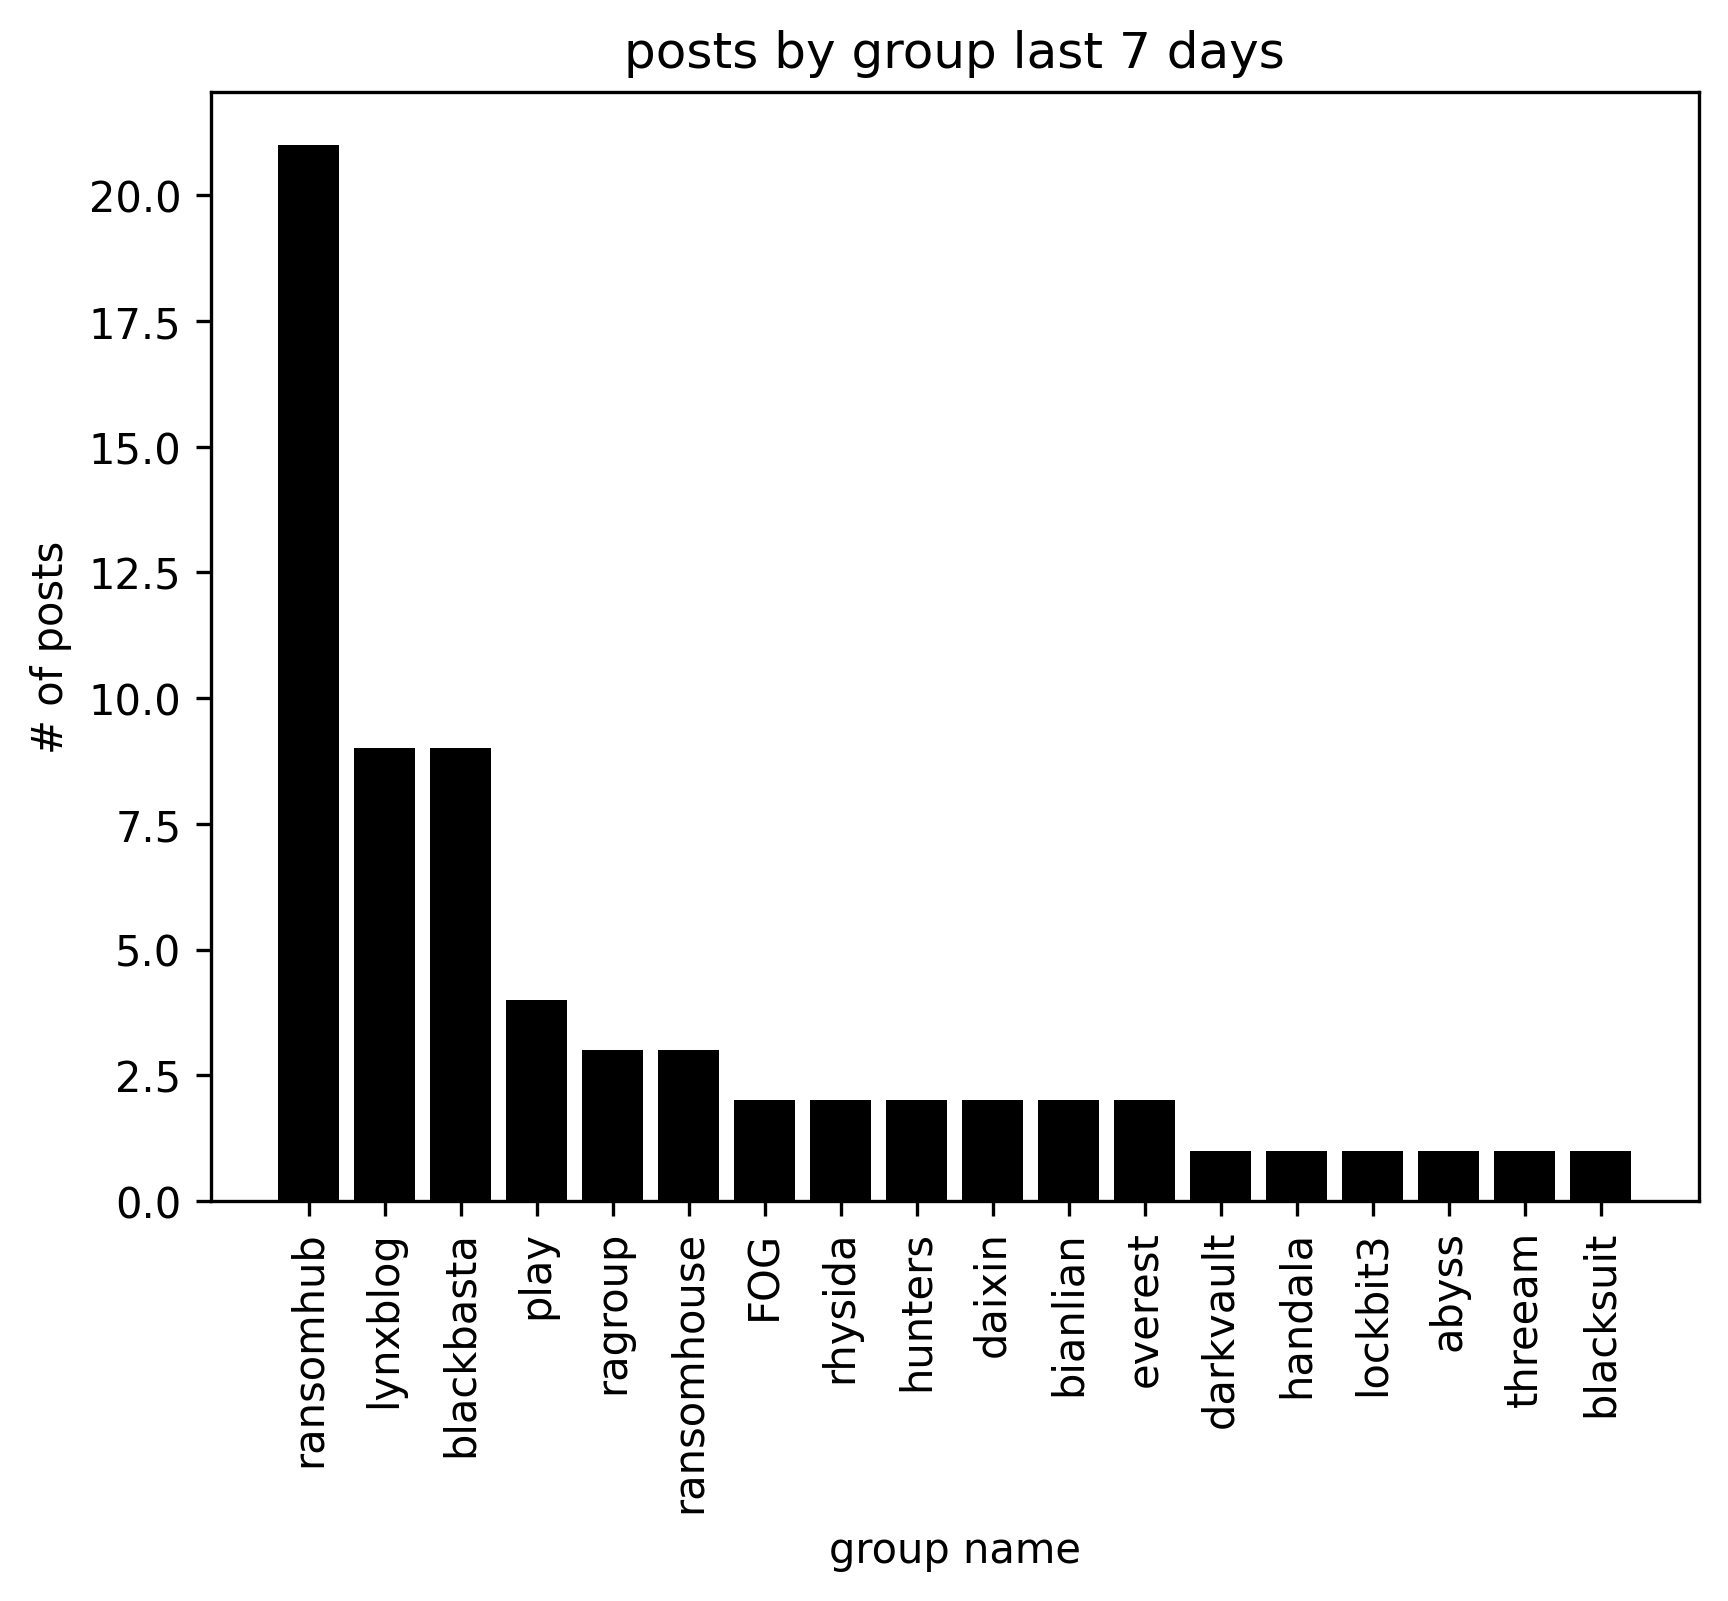 posts by group last 7 days
# of posts
20.0
17.5
15.0
12.5
10.0
7.5
5.0
2.5
0.0
ransomhub
lynxblog
blackbasta
play
ragroup
ransomhouse
FOG
rhysida
hunters
daixin
bianlian
everest
darkvault
handala
lockbit3
abyss
threeam
blacksuit
group name